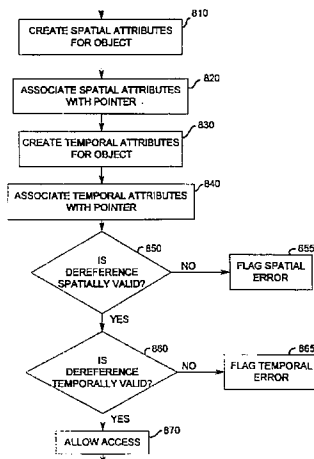 810
CREATE SPATIAL ATTRIBUTES
FOR OBJECT
820
ASSOCIATE SPATIAL ATTRIBUTES
WITH POINTER
830
CREATE TEMPORAL ATTRIBUTES
FOR OBJECT
840
ASSOCIATE TEMPORAL ATTRIBUTES
WITH POINTER
850
IS
DEREFERENCE
SPATIALLY VALID?
NO
855
FLAG SPATIAL
ERROR
YES
860
IS
DEREFERENCE
TEMPORALLY VALID?
NO
865
FLAG TEMPORAL
ERROR
YES
870
ALLOW ACCESS